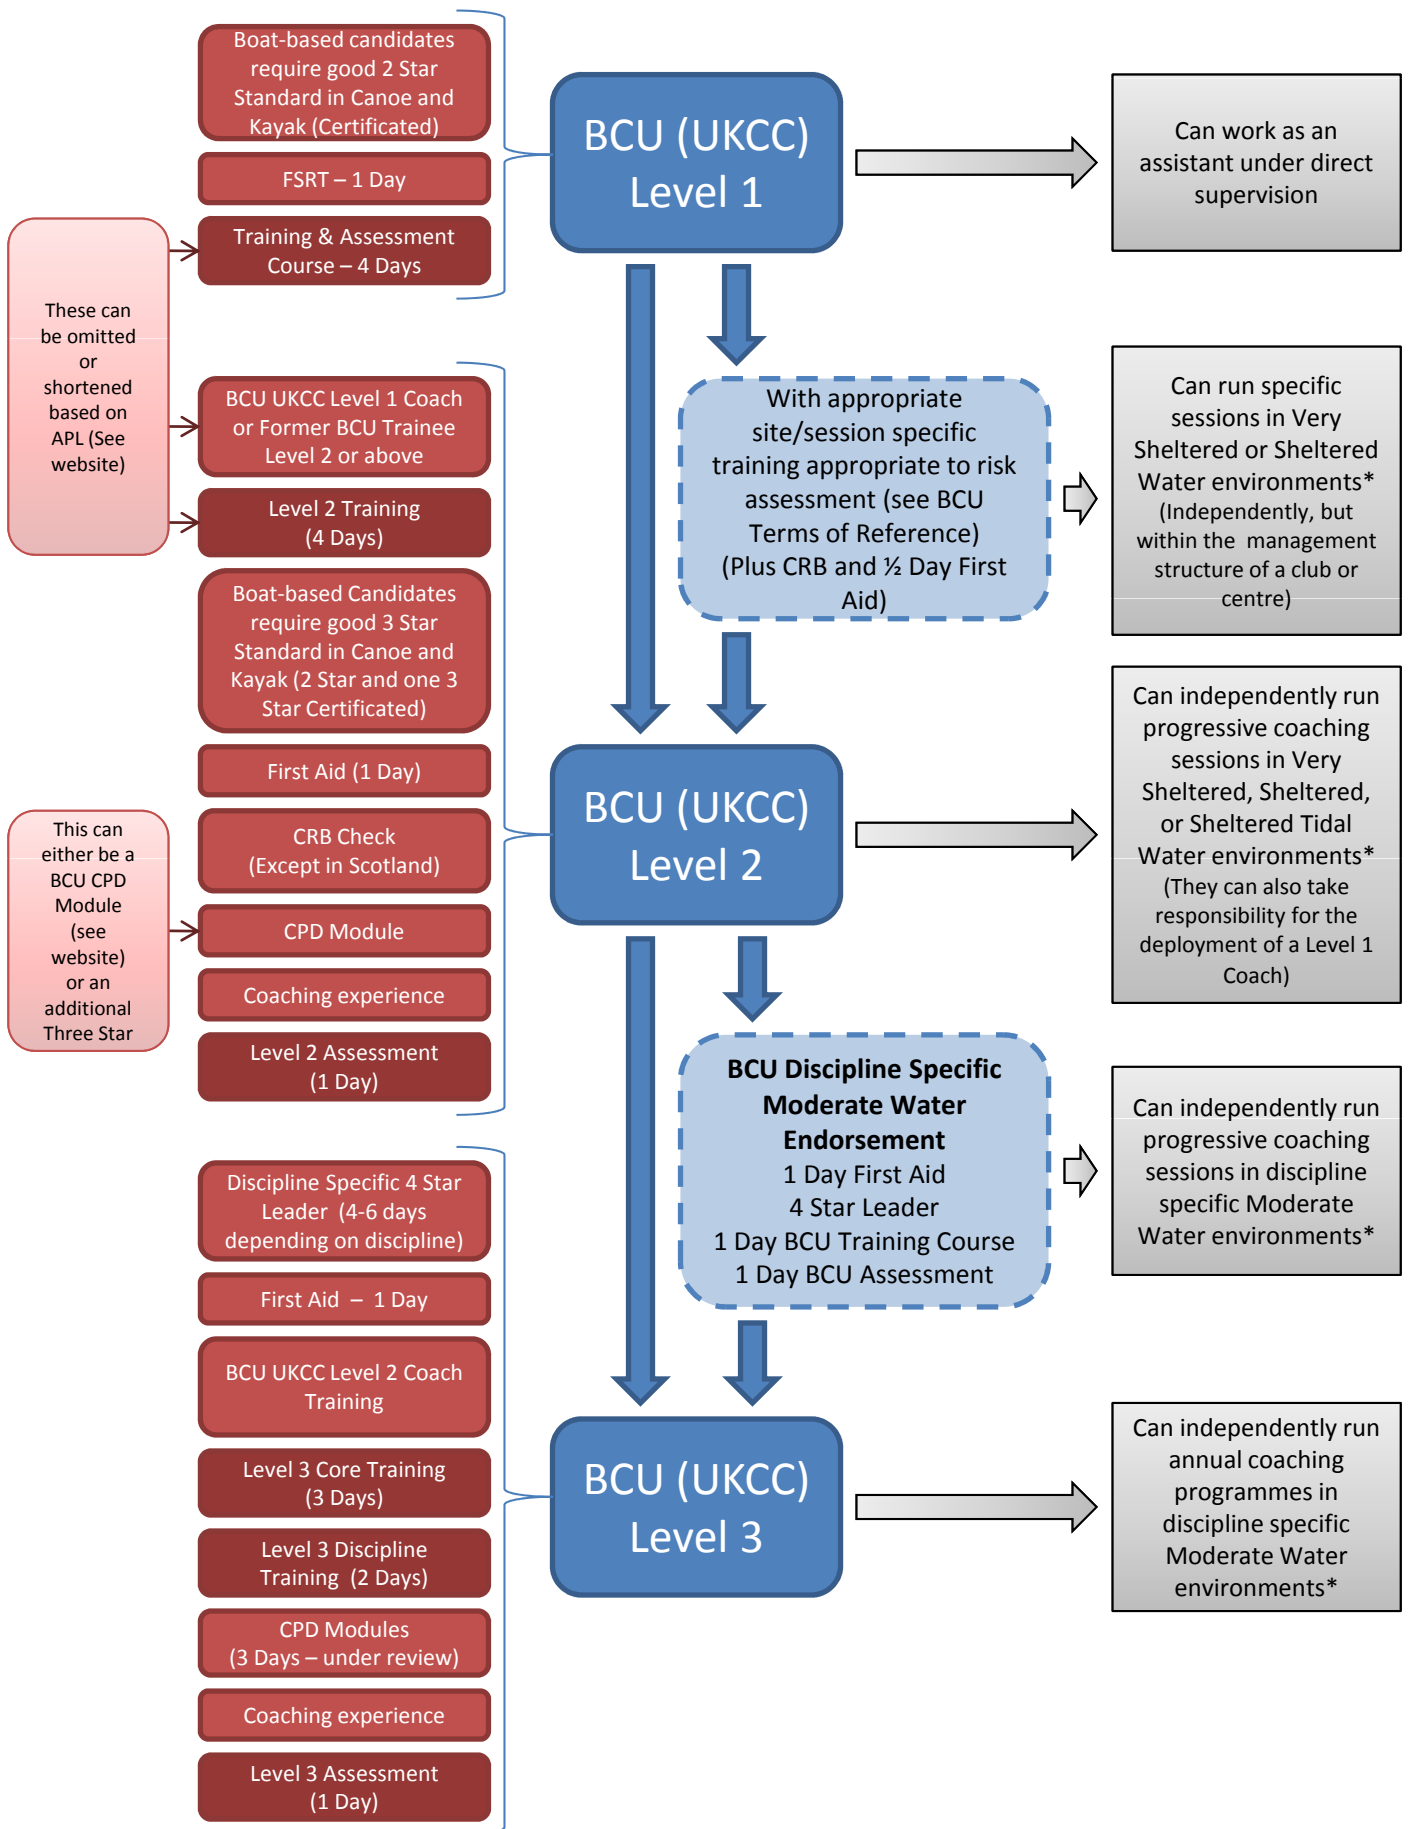 Boat-based candidates
require good 2 Star
Standard in Canoe and
Kayak (Certificated)
FSRT – 1 Day
Training & Assessment
Course – 4 Days
BCU (UKCC)
Level 1
Can work as an
assistant under direct
supervision
These can
be omitted
or
shortened
based on
APL (See
website)
BCU UKCC Level 1 Coach
or Former BCU Trainee
Level 2 or above
Level 2 Training
(4 Days)
Boat-based Candidates
require good 3 Star
Standard in Canoe and
Kayak (2 Star and one 3
Star Certificated)
First Aid (1 Day)
CRB Check
(Except in Scotland)
CPD Module
Coaching experience
Level 2 Assessment
(1 Day)
This can
either be a
BCU CPD
Module
(see
website)
or an
additional
Three Star
With appropriate
site/session specific
training appropriate to risk
assessment (see BCU
Terms of Reference)
(Plus CRB and ½ Day First
Aid)
Can run specific
sessions in Very
Sheltered or Sheltered
Water environments*
(Independently, but
within the management
structure of a club or
centre)
BCU (UKCC)
Level 2
Can independently run
progressive coaching
sessions in Very
Sheltered, Sheltered,
or Sheltered Tidal
Water environments*
(They can also take
responsibility for the
deployment of a Level 1
Coach)
BCU Discipline Specific
Moderate Water
Endorsement
1 Day First Aid
4 Star Leader
1 Day BCU Training Course
1 Day BCU Assessment
Can independently run
progressive coaching
sessions in discipline
specific Moderate
Water environments*
Discipline Specific 4 Star
Leader (4-6 days
depending on discipline)
First Aid – 1 Day
BCU UKCC Level 2 Coach
Training
Level 3 Core Training
(3 Days)
Level 3 Discipline
Training (2 Days)
CPD Modules
(3 Days – under review)
Coaching experience
Level 3 Assessment
(1 Day)
BCU (UKCC)
Level 3
Can independently run
annual coaching
programmes in
discipline specific
Moderate Water
environments*